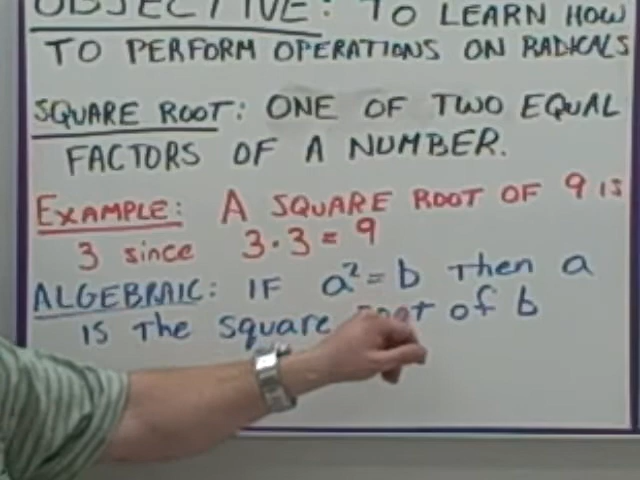 OBJECTIVE: TO LEARN HOW
TO PERFORM OPERATIONS ON RADICALS
SQUARE ROOT: ONE OF TWO EQUAL
FACTORS OF A NUMBER.
EXAMPLE: A SQUARE ROOT OF 9 IS
3 since 3·3=9
ALGEBRAIC: IF a²=b Then a
IS The square root of b